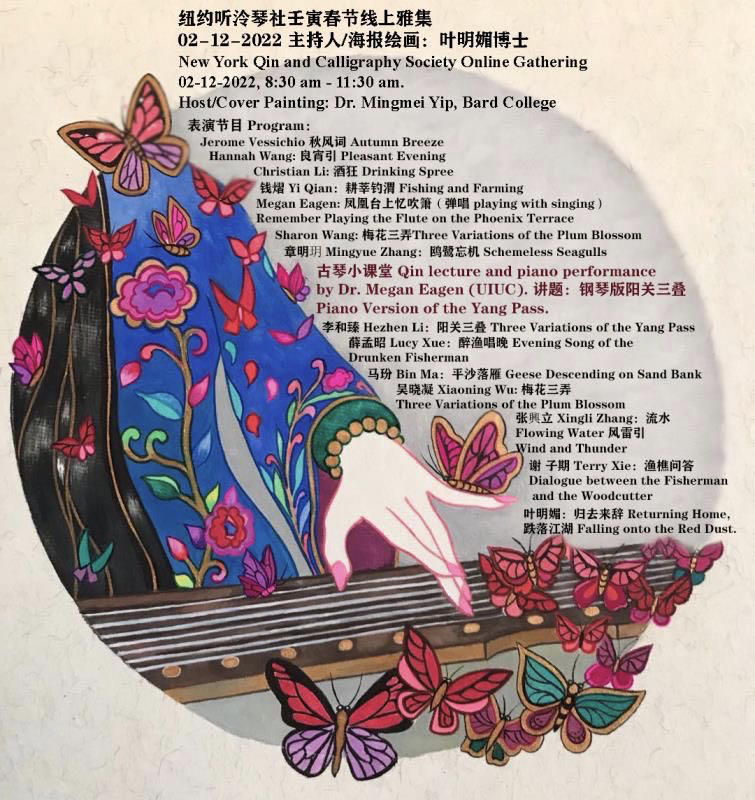 纽约听泠琴社壬寅春节线上雅集
02-12-2022 主持人/海报绘画：叶明媚博士
New York Qin and Calligraphy Society Online Gathering
02-12-2022, 8:30 am - 11:30 am.
Host/Cover Painting: Dr. Mingmei Yip, Bard College
表演节目 Program:
Jerome Vessichio 秋风词 Autumn Breeze
Hannah Wang: 良宵引 Pleasant Evening
Christian Li: 酒狂 Drinking Spree
钱熠 Yi Qian：耕莘钓渭 Fishing and Farming
Megan Eagen: 凤凰台上忆吹箫（弹唱 playing with singing）
Remember Playing the Flute on the Phoenix Terrace
Sharon Wang: 梅花三弄Three Variations of the Plum Blossom
章明玥 Mingyue Zhang：鸥鹭忘机 Schemeless Seagulls
古琴小课堂 Qin lecture and piano performance
by Dr. Megan Eagen (UIUC). 讲题：钢琴版阳关三叠
Piano Version of the Yang Pass.
李和臻 Hezhen Li：阳关三叠 Three Variations of the Yang Pass
薛孟昭 Lucy Xue：醉渔唱晚 Evening Song of the
Drunken Fisherman
马玢 Bin Ma：平沙落雁 Geese Descending on Sand Bank
吴晓凝 Xiaoning Wu: 梅花三弄
Three Variations of the Plum Blossom
张興立 Xingli Zhang：流水
Flowing Water 风雷引
Wind and Thunder
谢 子期 Terry Xie：渔樵问答
Dialogue between the Fisherman
and the Woodcutter
叶明媚：归去来辞 Returning Home,
跌落江湖 Falling onto the Red Dust.